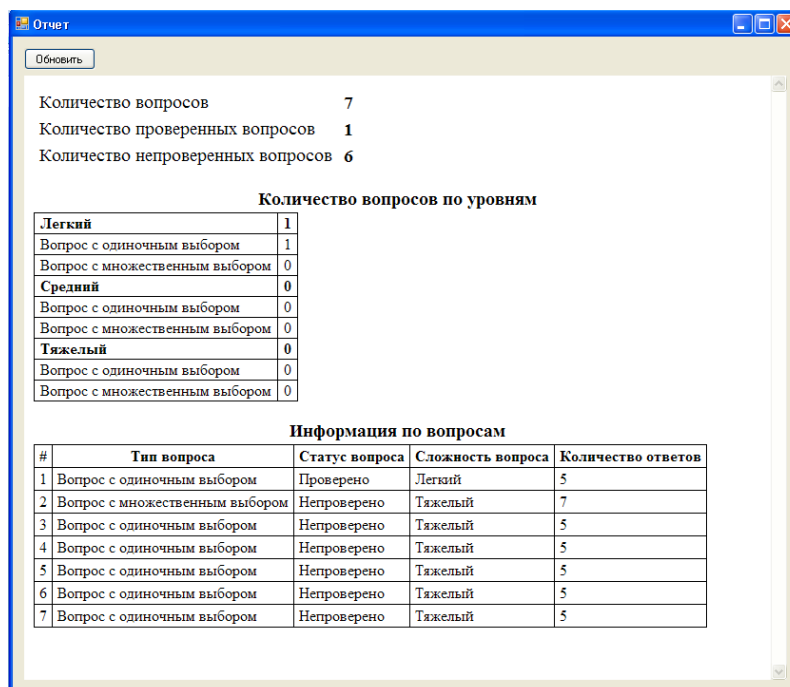 Отчет
Обновить
Количество вопросов 7
Количество проверенных вопросов 1
Количество непроверенных вопросов 6
Количество вопросов по уровням
Легкий 1
Вопрос с одиночным выбором 1
Вопрос с множественным выбором 0
Средний 0
Вопрос с одиночным выбором 0
Вопрос с множественным выбором 0
Тяжелый 0
Вопрос с одиночным выбором 0
Вопрос с множественным выбором 0
Информация по вопросам
# Тип вопроса Статус вопроса Сложность вопроса Количество ответов
1 Вопрос с одиночным выбором Проверено Легкий 5
2 Вопрос с множественным выбором Непроверено Тяжелый 7
3 Вопрос с одиночным выбором Непроверено Тяжелый 5
4 Вопрос с одиночным выбором Непроверено Тяжелый 5
5 Вопрос с одиночным выбором Непроверено Тяжелый 5
6 Вопрос с одиночным выбором Непроверено Тяжелый 5
7 Вопрос с одиночным выбором Непроверено Тяжелый 5